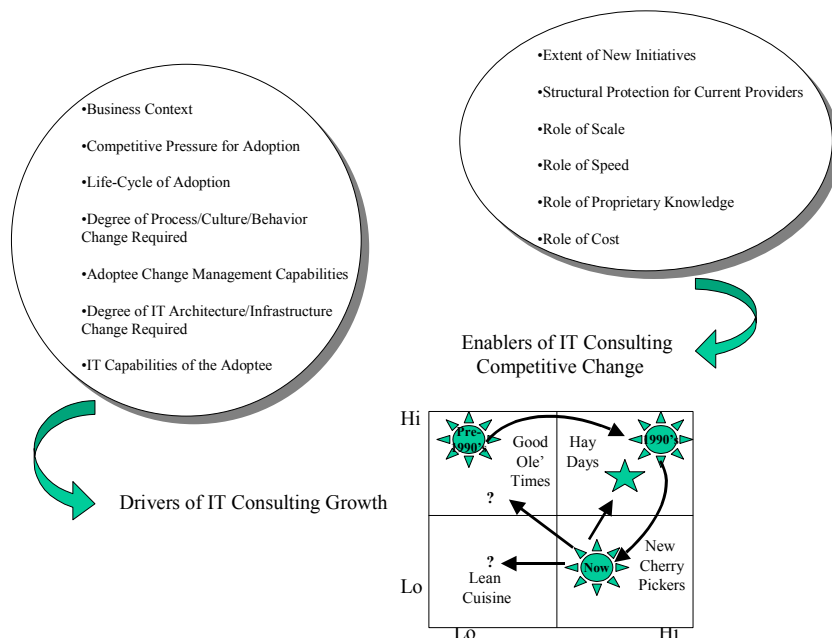 •Business Context
•Competitive Pressure for Adoption
•Life-Cycle of Adoption
•Degree of Process/Culture/Behavior
Change Required
•Adoptee Change Management Capabilities
•Degree of IT Architecture/Infrastructure
Change Required
•IT Capabilities of the Adoptee
Drivers of IT Consulting Growth
•Extent of New Initiatives
•Structural Protection for Current Providers
•Role of Scale
•Role of Speed
•Role of Proprietary Knowledge
•Role of Cost
Enablers of IT Consulting
Competitive Change
Hi
Pre-
1990's
Good
Ole’
Times
Hay
Days
1990's
?
?
Lean
Cuisine
Now
New
Cherry
Pickers
Lo
Lo
Hi